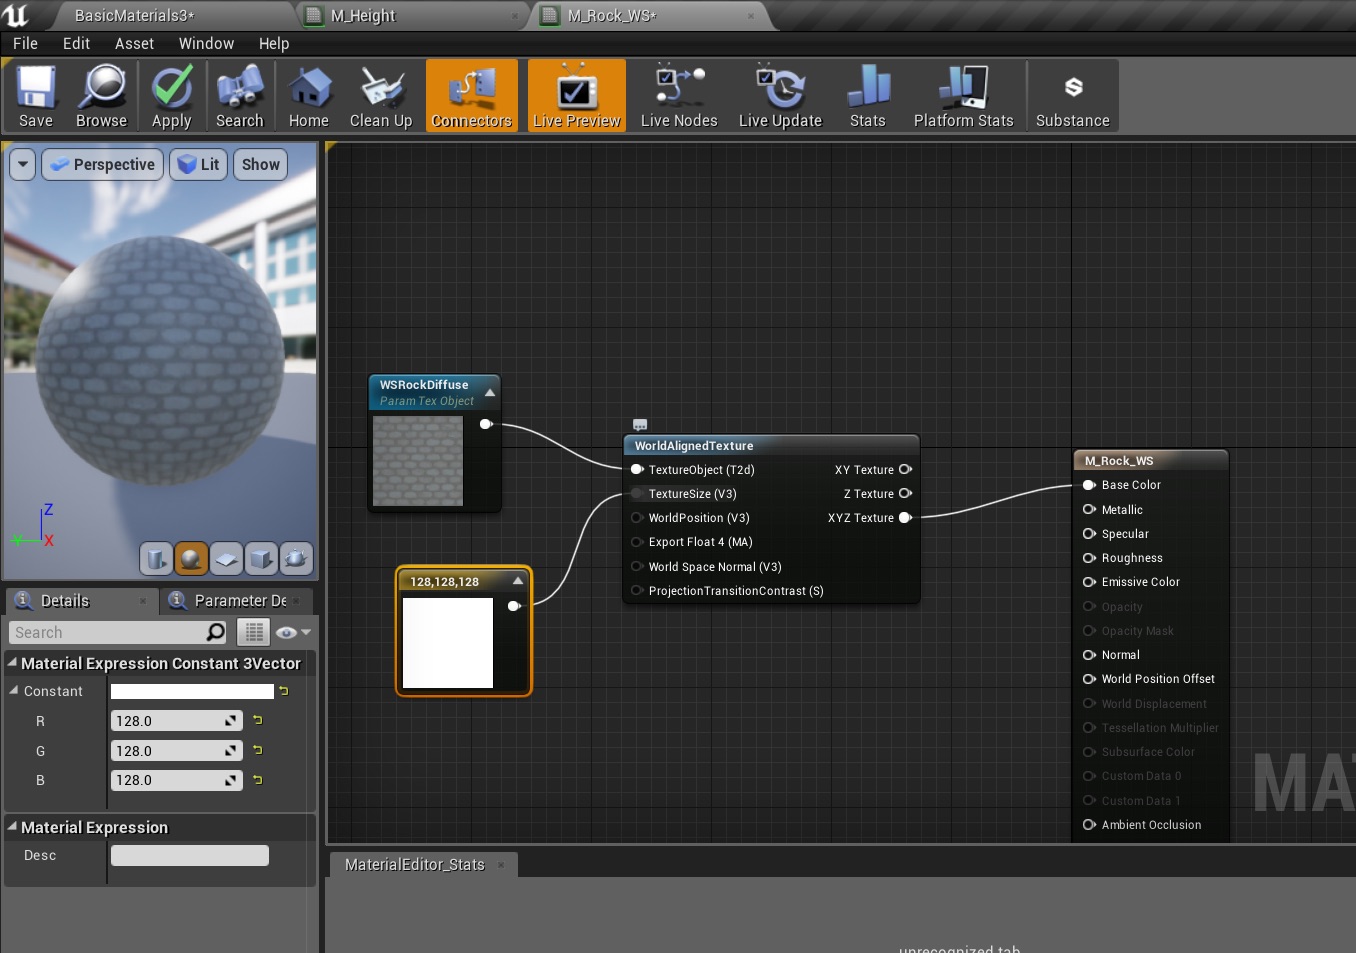 BasicMaterials3*
M_Height
M_Rock_WS*
File Edit Asset Window Help
Save Browse Apply Search Home Clean Up Connectors Live Preview Live Nodes Live Update Stats Platform Stats Substance
Perspective Lit Show
WSRockDiffuse
Param Tex Object
WorldAlignedTexture
TextureObject (T2d) XY Texture
TextureSize (V3) Z Texture
WorldPosition (V3) XYZ Texture
Export Float 4 (MA)
World Space Normal (V3)
ProjectionTransitionContrast (S)
128,128,128
M_Rock_WS
Base Color
Metallic
Specular
Roughness
Emissive Color
Opacity
Opacity Mask
Normal
World Position Offset
World Displacement
Tessellation Multiplier
Subsurface Color
Custom Data 0
Custom Data 1
Ambient Occlusion
MA
Z
Y X
Details Parameter De
Search
Material Expression Constant 3Vector
Constant
R 128.0
G 128.0
B 128.0
Material Expression
Desc
MaterialEditor_Stats
unrecognized tab